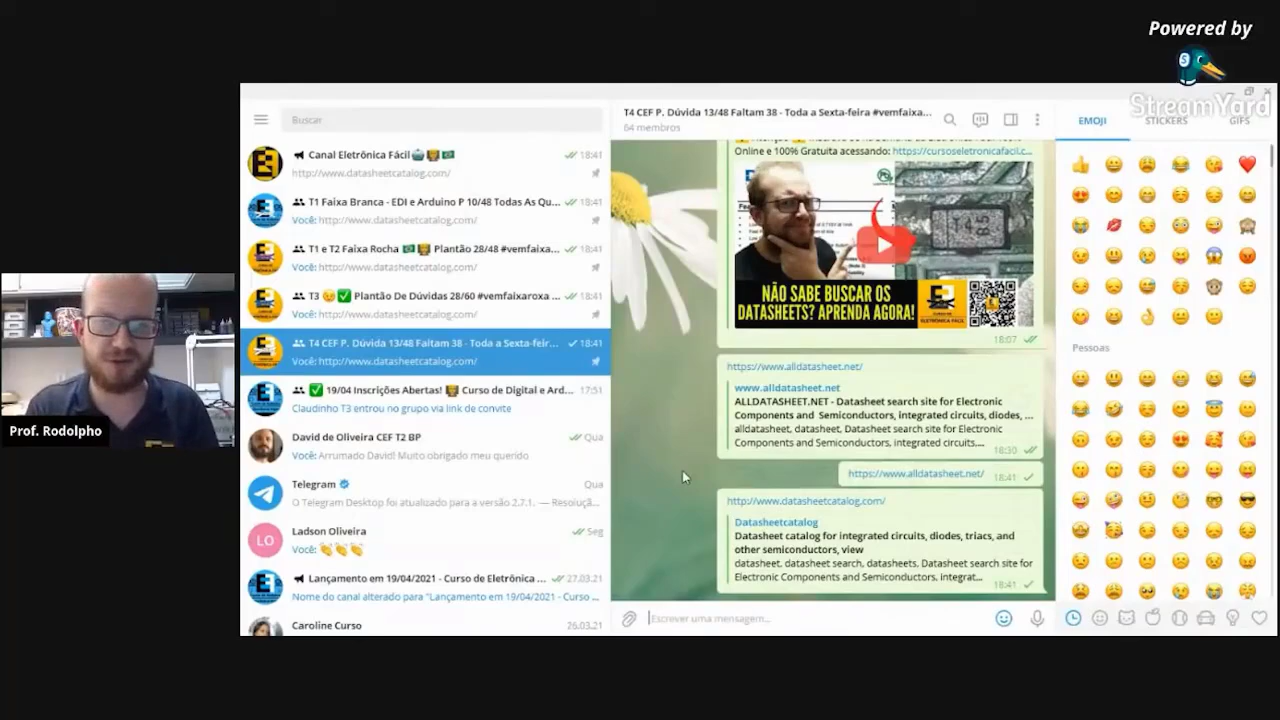 Powered by
StreamYard
Prof. Rodolpho
Buscar
Canal Eletrônica Fácil
18:41
http://www.datasheetcatalog.com/
T1 Faixa Branca - EDI e Arduino P 10/48 Todas As Qu...
18:41
Você: http://www.datasheetcatalog.com/
T1 e T2 Faixa Rocha
Plantão 28/48 #vemfaixa...
18:41
Você: http://www.datasheetcatalog.com/
T3
Plantão De Dúvidas 28/60 #vemfaixaroxa ...
18:41
Você: http://www.datasheetcatalog.com/
T4 CEF P. Dúvida 13/48 Faltam 38 - Toda a Sexta-feir...
18:41
Você: http://www.datasheetcatalog.com/
19/04 Inscrições Abertas!
Curso de Digital e Ard...
17:51
Claudinho T3 entrou no grupo via link de convite
David de Oliveira CEF T2 BP
Qua
Você: Arrumado David! Muito obrigado meu querido
Telegram
Qua
O Telegram Desktop foi atualizado para a versão 2.7.1. — Resoluçã...
LO
Ladson Oliveira
Seg
Você:
Lançamento em 19/04/2021 - Curso de Eletrônica ...
27.03.21
Nome do canal alterado para "Lançamento em 19/04/2021 - Curso ...
Caroline Curso
26.03.21
T4 CEF P. Dúvida 13/48 Faltam 38 - Toda a Sexta-feira #vemfaixa...
64 membros
Online e 100% Gratuita acessando: https://cursoseletronicafacil.c...
NÃO SABE BUSCAR OS
DATASHEETS? APRENDA AGORA!
18:07
https://www.alldatasheet.net/
www.alldatasheet.net
ALLDATASHEET.NET - Datasheet search site for Electronic
Components and Semiconductors, integrated circuits, diodes, ...
alldatasheet, datasheet, Datasheet search site for Electronic
Components and Semiconductors, integrated circuits,...
18:30
https://www.alldatasheet.net/
18:41
http://www.datasheetcatalog.com/
Datasheetcatalog
Datasheet catalog for integrated circuits, diodes, triacs, and
other semiconductors, view
datasheet, datasheet search, datasheets, Datasheet search site for
Electronic Components and Semiconductors, integrat...
18:41
Escrever uma mensagem...
EMOJI
STICKERS
GIFS
Pessoas